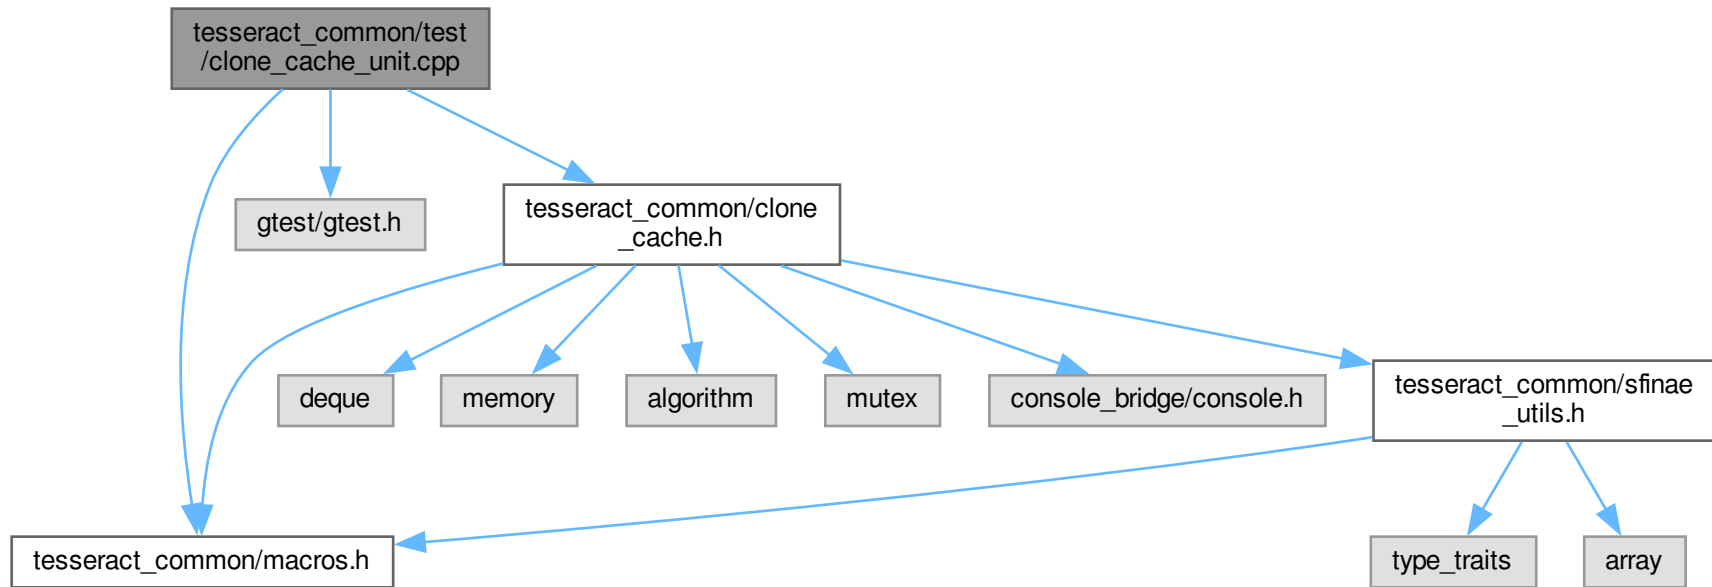 tesseract_common/test
/clone_cache_unit.cpp
gtest/gtest.h
tesseract_common/clone
_cache.h
deque
memory
algorithm
mutex
console_bridge/console.h
tesseract_common/sfinae
_utils.h
tesseract_common/macros.h
type_traits
array